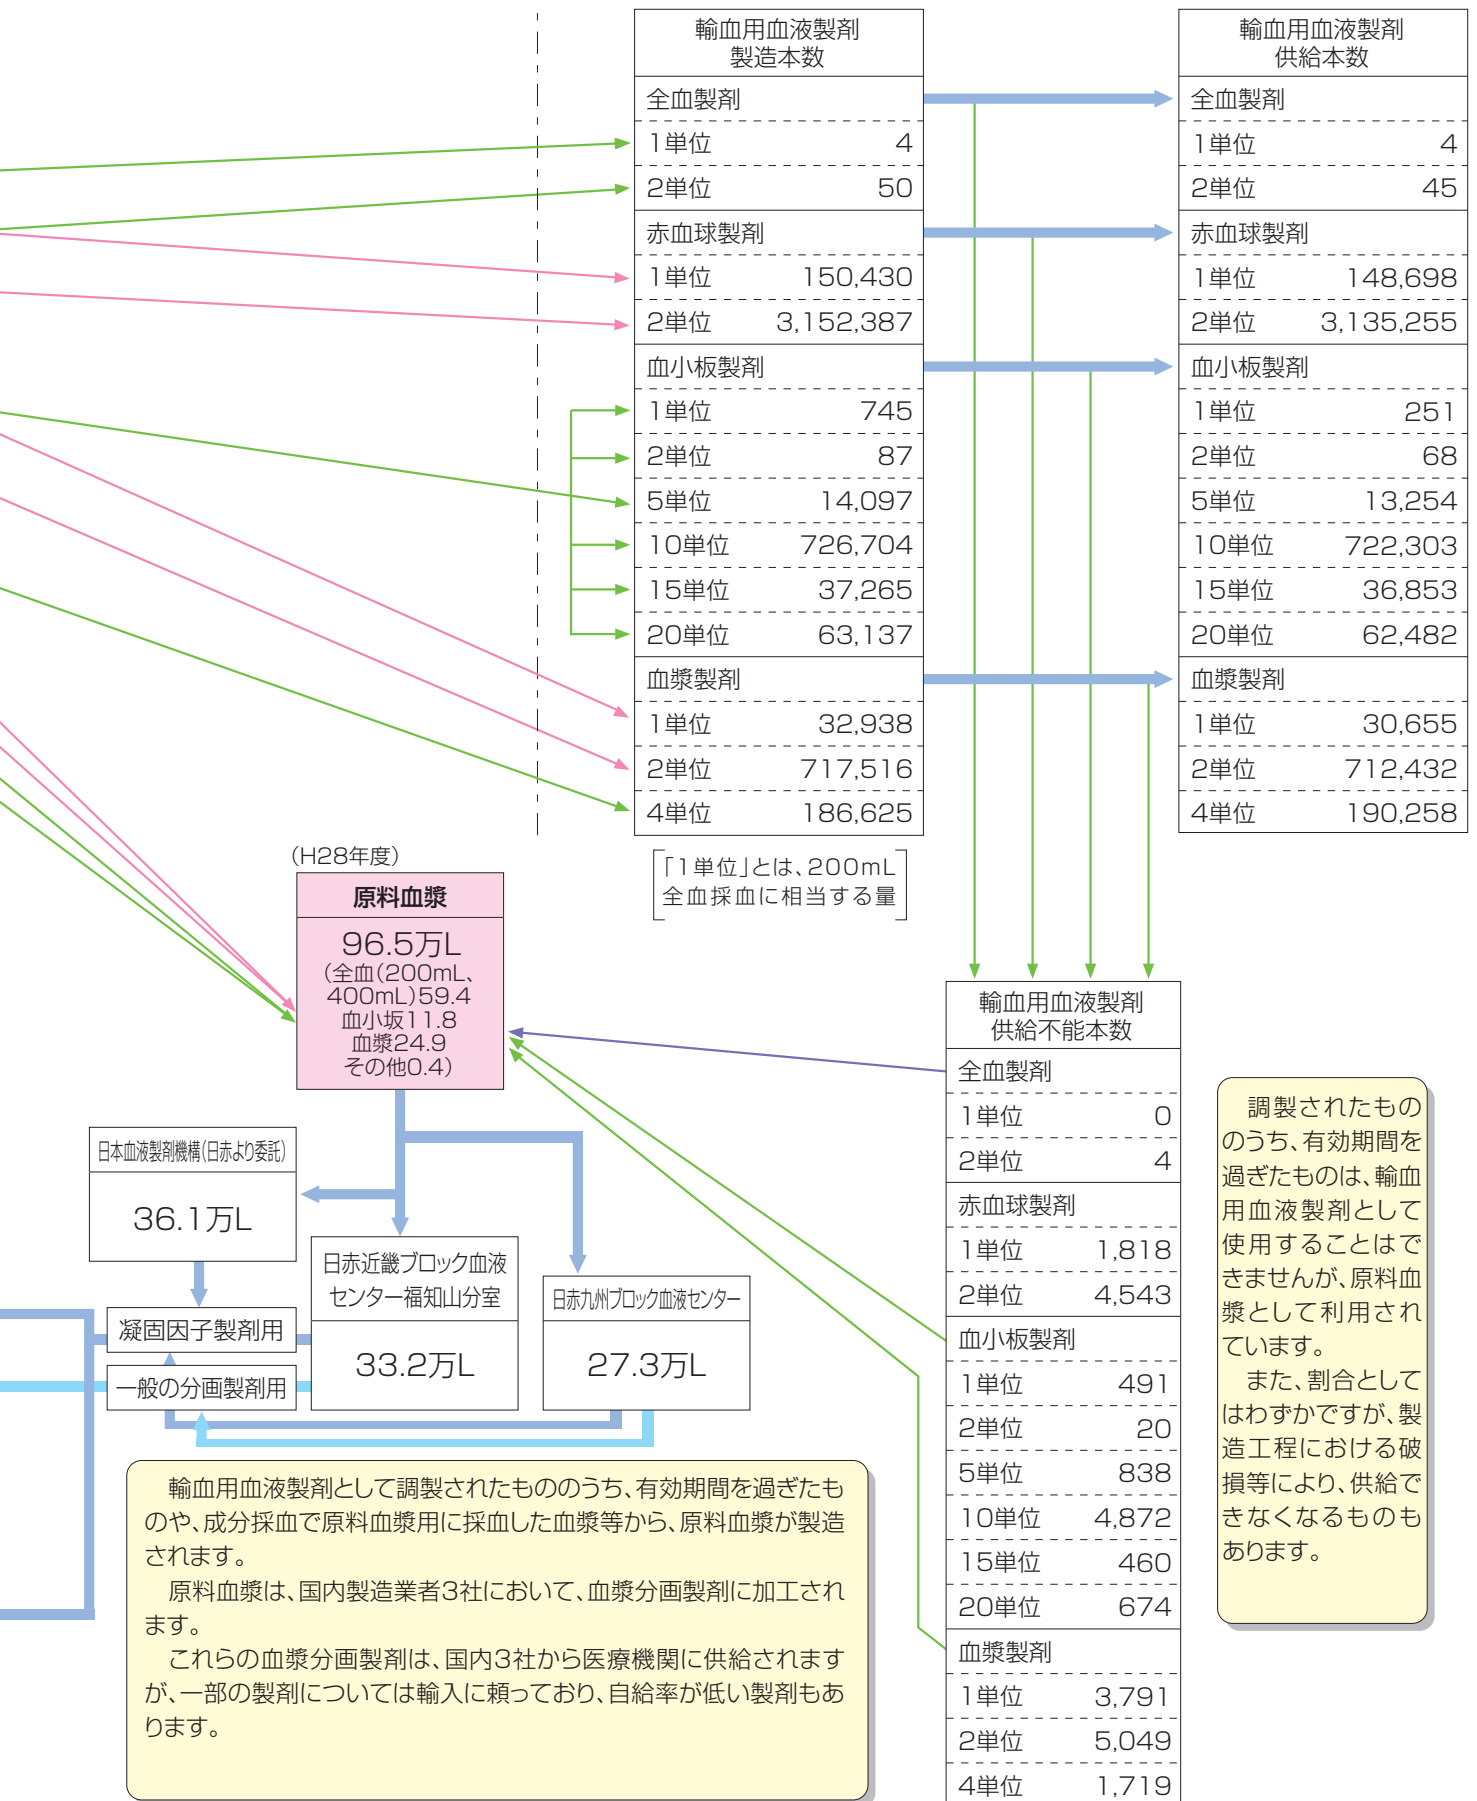 輸血用血液製剤
製造本数
全血製剤
1単位 4
2単位 50
赤血球製剤
1単位 150,430
2単位 3,152,387
血小板製剤
1単位 745
2単位 87
5単位 14,097
10単位 726,704
15単位 37,265
20単位 63,137
血漿製剤
1単位 32,938
2単位 717,516
4単位 186,625
「1単位」とは、200mL
全血採血に相当する量
輸血用血液製剤
供給本数
全血製剤
1単位 4
2単位 45
赤血球製剤
1単位 148,698
2単位 3,135,255
血小板製剤
1単位 251
2単位 68
5単位 13,254
10単位 722,303
15単位 36,853
20単位 62,482
血漿製剤
1単位 30,655
2単位 712,432
4単位 190,258
(H28年度)
原料血漿
96.5万L
(全血(200mL、
400mL)59.4
血小坂11.8
血漿24.9
その他0.4)
日本血液製剤機構(日赤より委託)
36.1万L
日赤近畿ブロック血液
センター福知山分室
33.2万L
日赤九州ブロック血液センター
27.3万L
凝固因子製剤用
一般の分画製剤用
輸血用血液製剤
供給不能本数
全血製剤
1単位 0
2単位 4
赤血球製剤
1単位 1,818
2単位 4,543
血小板製剤
1単位 491
2単位 20
5単位 838
10単位 4,872
15単位 460
20単位 674
血漿製剤
1単位 3,791
2単位 5,049
4単位 1,719
調製されたもの
のうち、有効期間を
過ぎたものは、輸血
用血液製剤として
使用することはで
きませんが、原料血
漿として利用され
ています。
また、割合として
はわずかですが、製
造工程における破
損等により、供給で
きなくなるものも
あります。
輸血用血液製剤として調製されたもののうち、有効期間を過ぎたも
のや、成分採血で原料血漿用に採血した血漿等から、原料血漿が製造
されます。
原料血漿は、国内製造業者3社において、血漿分画製剤に加工され
ます。
これらの血漿分画製剤は、国内3社から医療機関に供給されます
が、一部の製剤については輸入に頼っており、自給率が低い製剤もあ
ります。